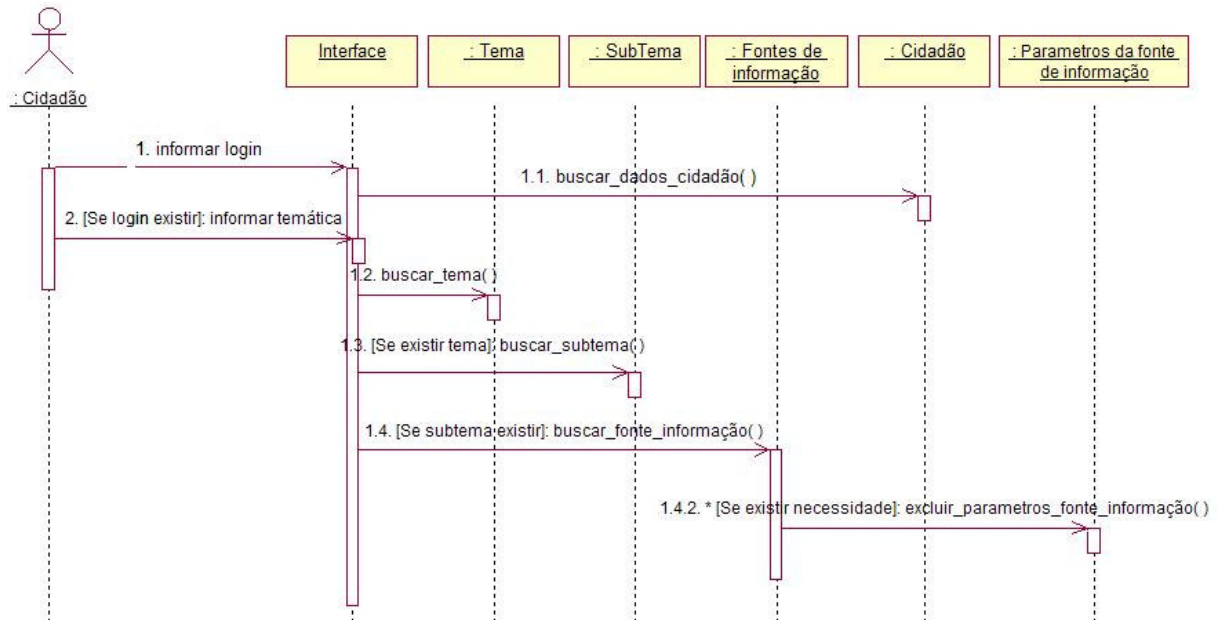 Interface
: Tema
: SubTema
: Fontes de
informação
: Cidadão
: Parametros da fonte
de informação
: Cidadão
1. informar login
1.1. buscar_dados_cidadão( )
2. [Se login existir]: informar temática
1.2. buscar_tema( )
1.3. [Se existir tema]: buscar_subtema( )
1.4. [Se subtema existir]: buscar_fonte_informação( )
1.4.2. * [Se existir necessidade]: excluir_parametros_fonte_informação( )